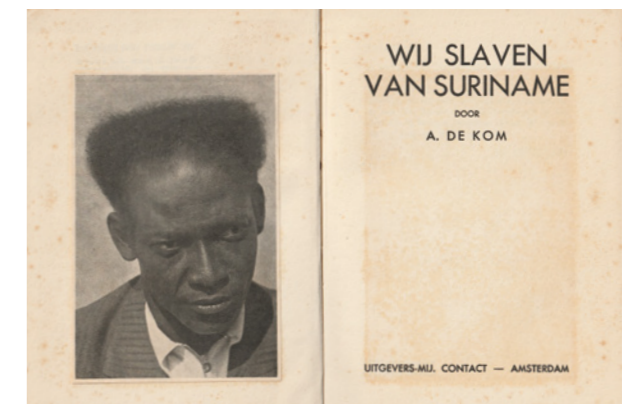 WIJ SLAVEN
VAN SURINAME
DOOR
A. DE KOM
UITGEVERS-MIJ. CONTACT — AMSTERDAM